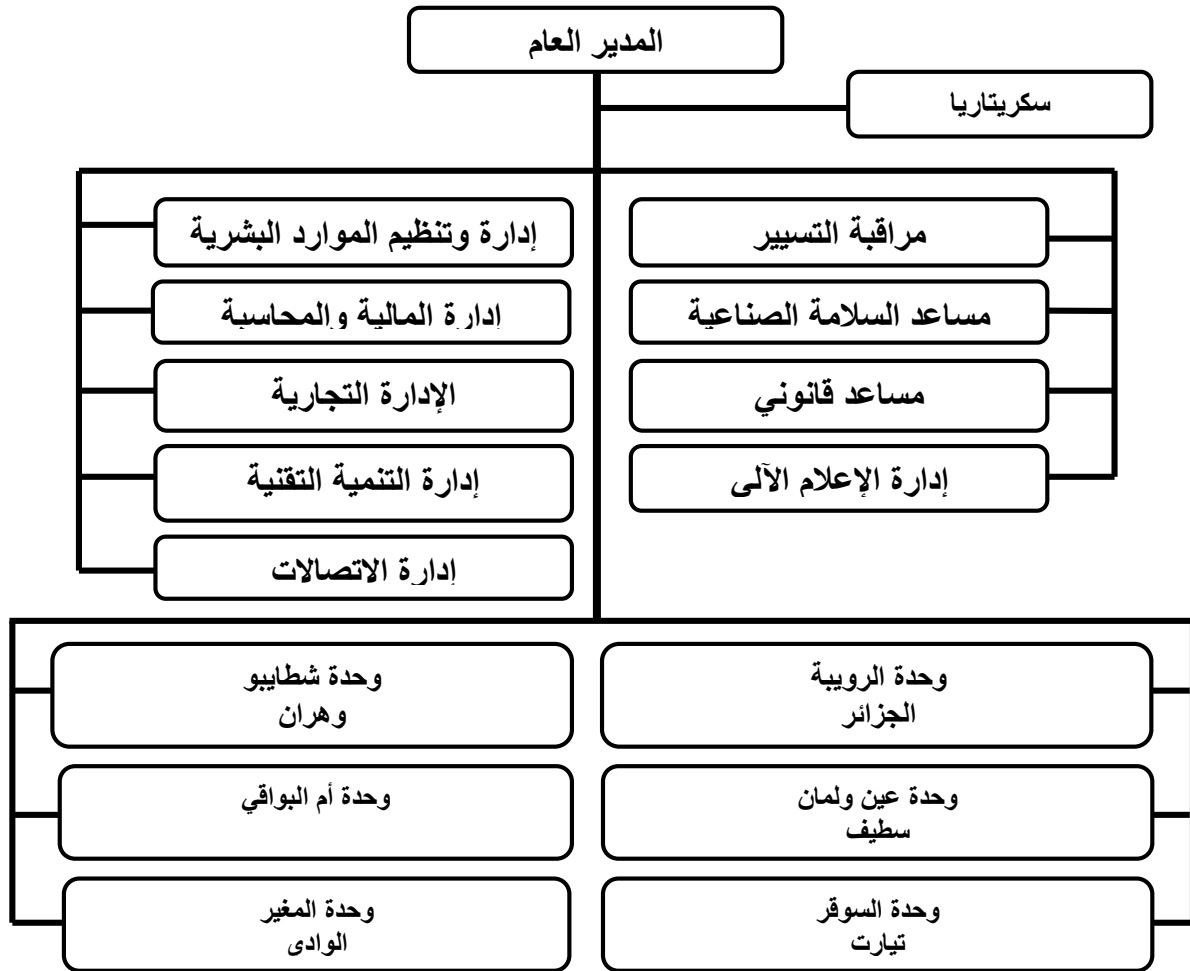 المدير العام
سكريتاريا
مراقبة التسيير
إدارة وتنظيم الموارد البشرية
مساعد السلامة الصناعية
إدارة المالية والمحاسبة
مساعد قانوني
الإدارة التجارية
إدارة الإعلام الآلى
إدارة التنمية التقنية
إدارة الاتصالات
وحدة الرويبة
الجزائر
وحدة شطايبو
وهران
وحدة عين ولمان
سطيف
وحدة أم البواقي
وحدة السوقر
تيارت
وحدة المغير
الوادى